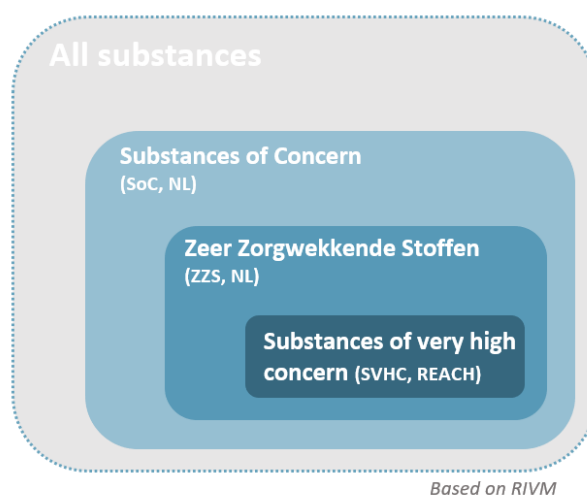 All substances
Substances of Concern
(SoC, NL)
Zeer Zorgwekkende Stoffen
(ZZS, NL)
Substances of very high
concern (SVHC, REACH)
Based on RIVM